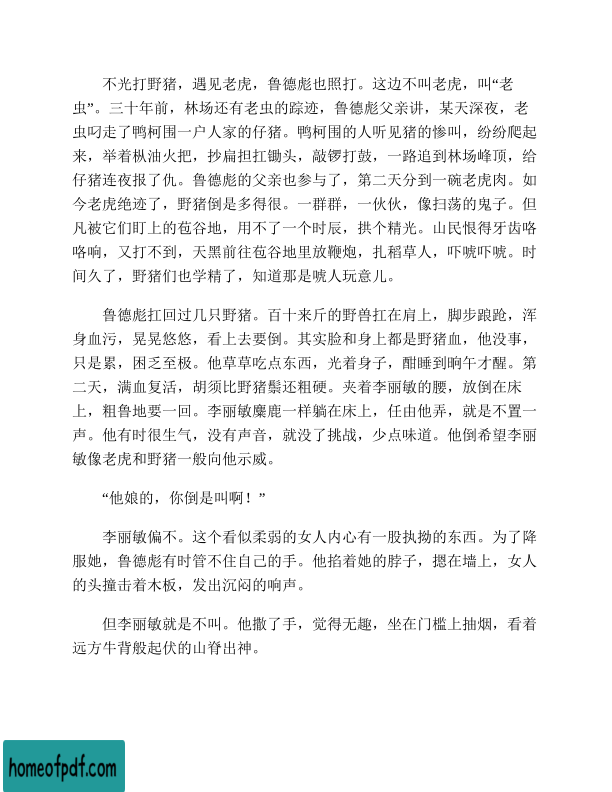 不光打野猪，遇见老虎，鲁德彪也照打。这边不叫老虎，叫“老
虫”。三十年前，林场还有老虫的踪迹，鲁德彪父亲讲，某天深夜，老
虫叼走了鸭柯围一户人家的仔猪。鸭柯围的人听见猪的惨叫，纷纷爬起
来，举着枞油火把，抄扁担扛锄头，敲锣打鼓，一路追到林场峰顶，给
仔猪连夜报了仇。鲁德彪的父亲也参与了，第二天分到一碗老虎肉。如
今老虎绝迹了，野猪倒是多得很。一群群，一伙伙，像扫荡的鬼子。但
凡被它们盯上的苞谷地，用不了一个时辰，拱个精光。山民恨得牙齿咯
咯响，又打不到，天黑前往苞谷地里放鞭炮，扎稻草人，吓唬吓唬。时
间久了，野猪们也学精了，知道那是唬人玩意儿。
鲁德彪扛回过几只野猪。百十来斤的野兽扛在肩上，脚步踉跄，浑
身血污，晃晃悠悠，看上去要倒。其实脸和身上都是野猪血，他没事，
只是累，困乏至极。他草草吃点东西，光着身子，酣睡到晌午才醒。第
二天，满血复活，胡须比野猪鬃还粗硬。夹着李丽敏的腰，放倒在床
上，粗鲁地要一回。李丽敏麋鹿一样躺在床上，任由他弄，就是不置一
声。他有时很生气，没有声音，就没了挑战，少点味道。他倒希望李丽
敏像老虎和野猪一般向他示威。
“他娘的，你倒是叫啊！”
李丽敏偏不。这个看似柔弱的女人内心有一股执拗的东西。为了降
服她，鲁德彪有时管不住自己的手。他掐着她的脖子，摁在墙上，女人
的头撞击着木板，发出沉闷的响声。
但李丽敏就是不叫。他撒了手，觉得无趣，坐在门槛上抽烟，看着
远方牛背般起伏的山脊出神。
homeofpdf.com